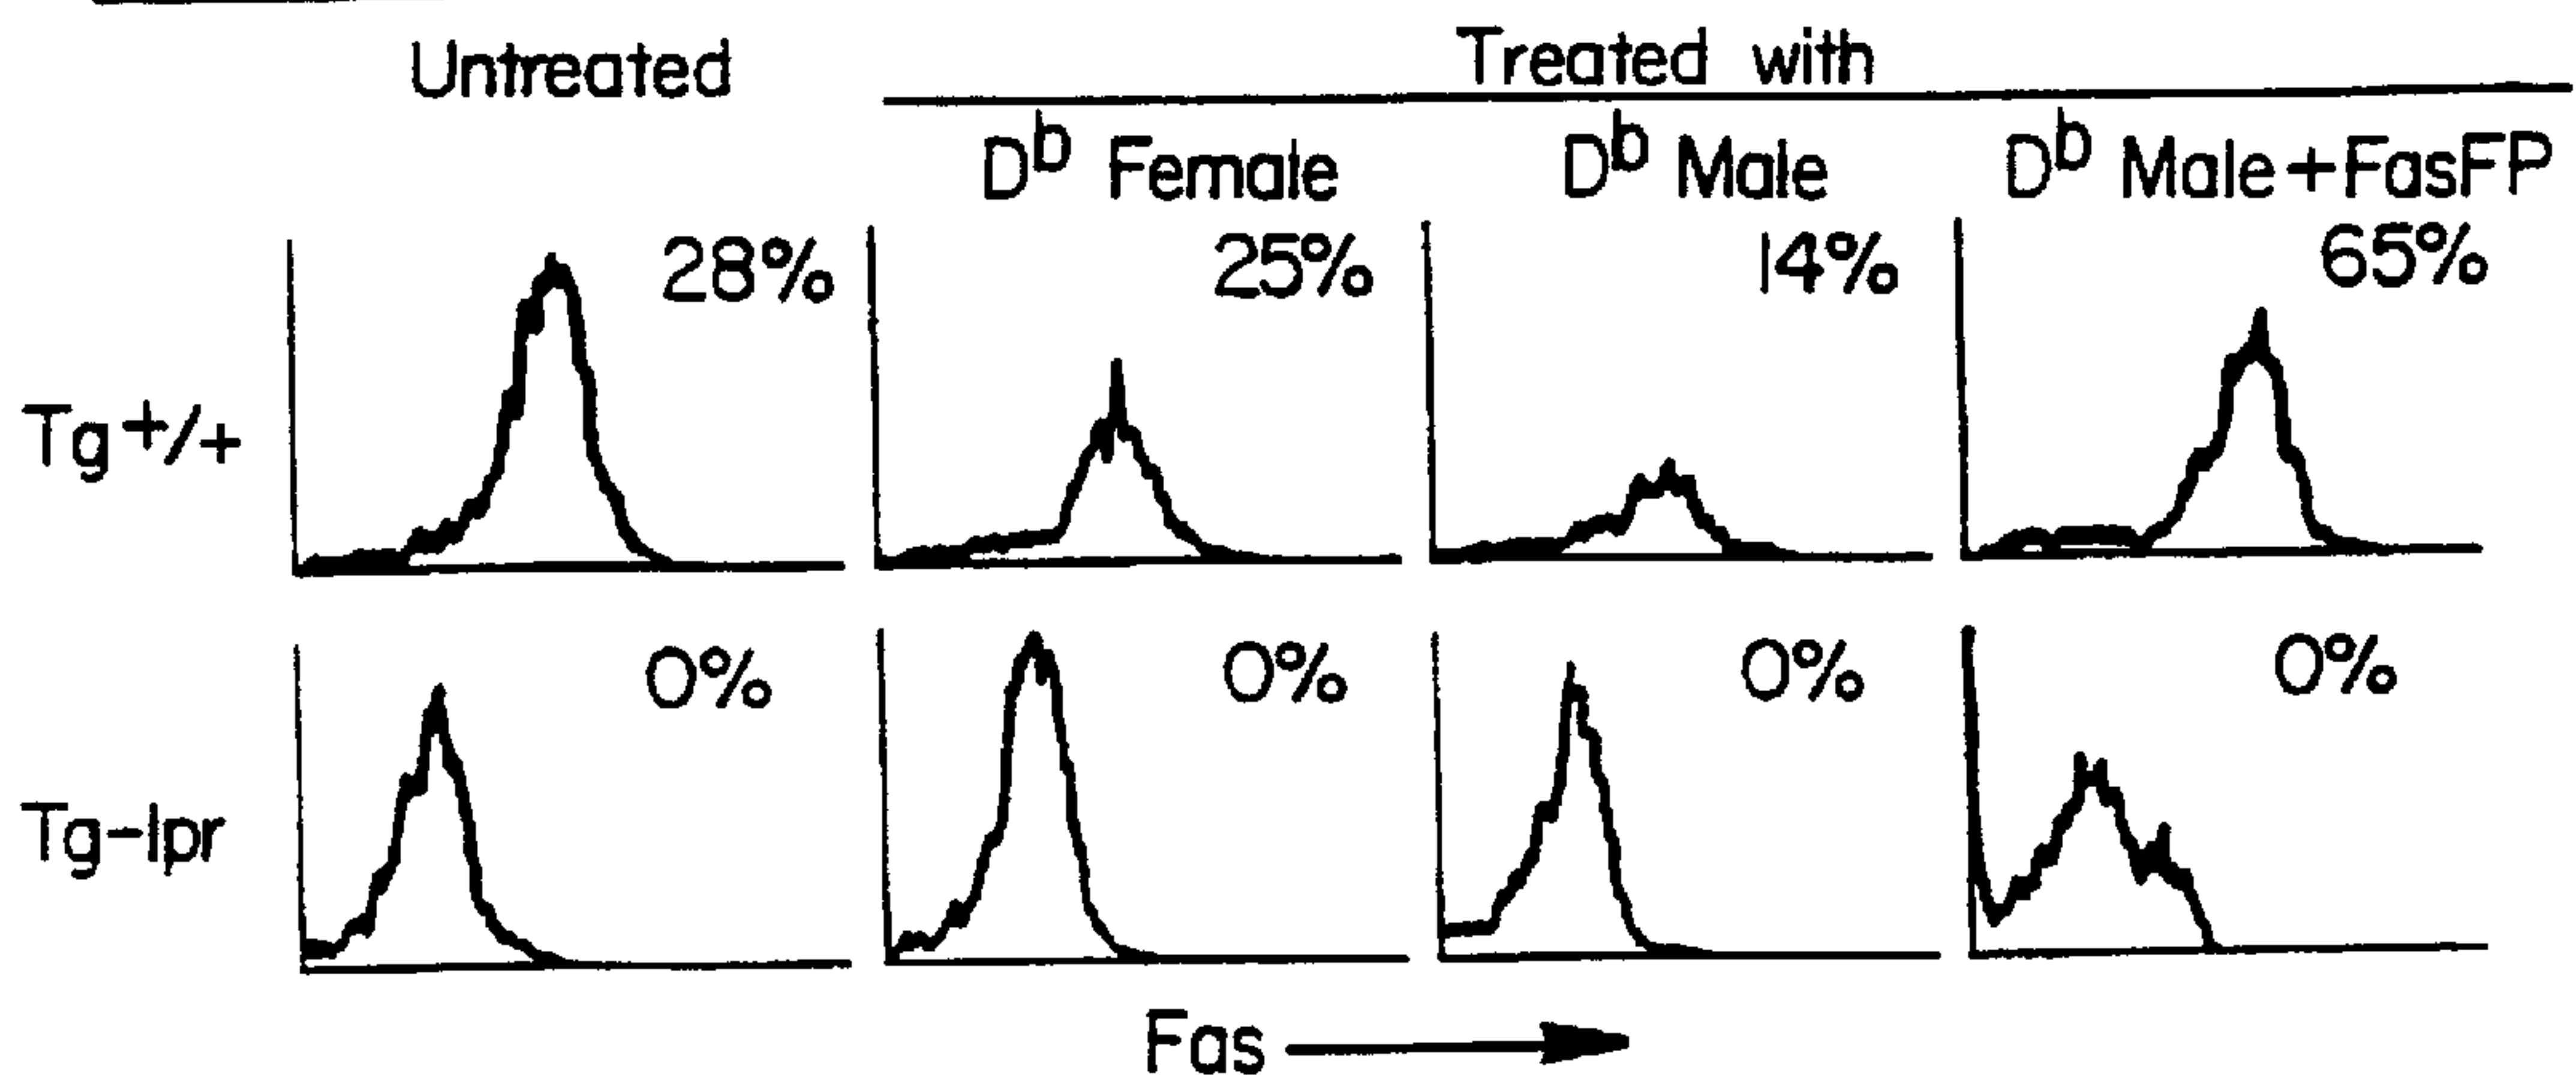 Untreated Treated with
D^b Female D^b Male D^b Male+FasFP
28% 25% 14% 65%
Tg+/+
0% 0% 0% 0%
Tg-lpr
Fas